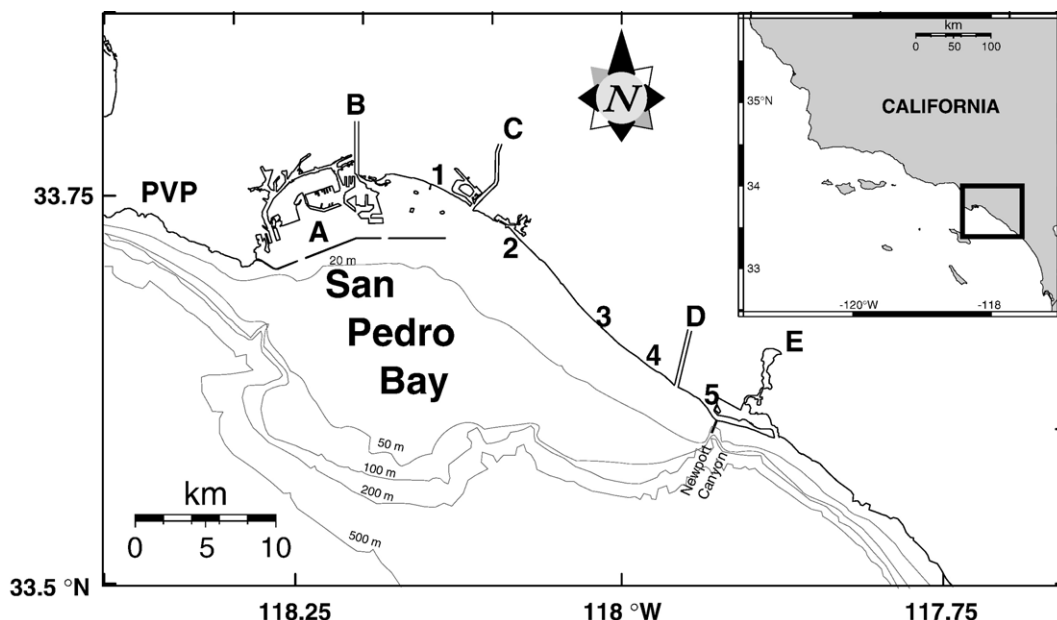 B
C
N
1
33.75
PVP
A
2
20 m
San
Pedro
Bay
3
D
4
E
5
50 m
100 m
200 m
500 m
Newport
Canyon
km
0 5 10
33.5 °N
118.25
118 °W
117.75
km
0 50 100
35°N
CALIFORNIA
34
33
-120°W
-118